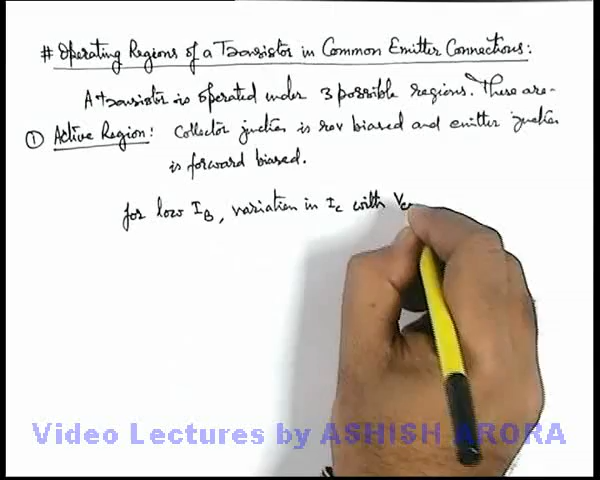 # Operating Regions of a Transistor in Common Emitter Connections:
A transistor is operated under 3 possible regions. These are-
① Active Region: Collector junction is rev biased and emitter junction
is forward biased.
for low I_B, variation in I_C with V_C
Video Lectures by ASHISH ARORA